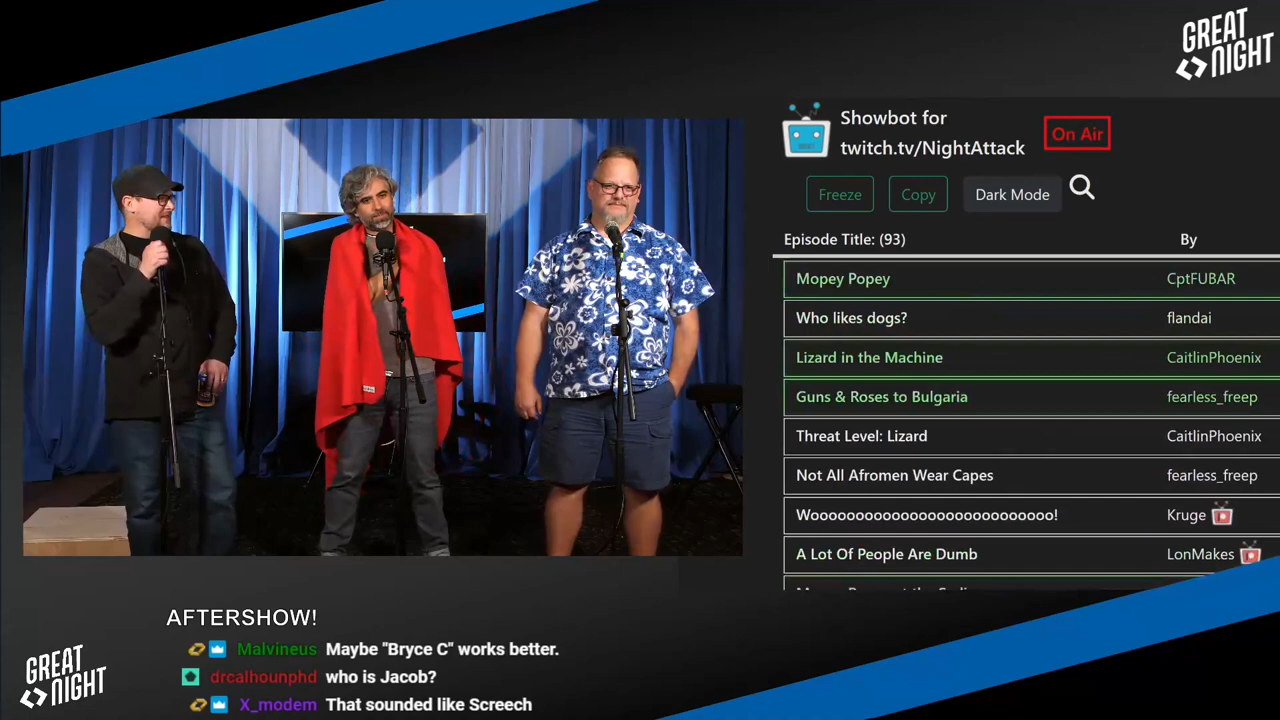 GREAT
NIGHT
Showbot for
twitch.tv/NightAttack
On Air
Freeze
Copy
Dark Mode
Episode Title: (93)
By
Mopey Popey
CptFUBAR
Who likes dogs?
flandai
Lizard in the Machine
CaitlinPhoenix
Guns & Roses to Bulgaria
fearless_freep
Threat Level: Lizard
CaitlinPhoenix
Not All Afromen Wear Capes
fearless_freep
Woooooooooooooooooooooooooo!
Kruge
A Lot Of People Are Dumb
LonMakes
AFTERSHOW!
Malvineus Maybe "Bryce C" works better.
drcalhounphd who is Jacob?
X_modem That sounded like Screech
GREAT
NIGHT